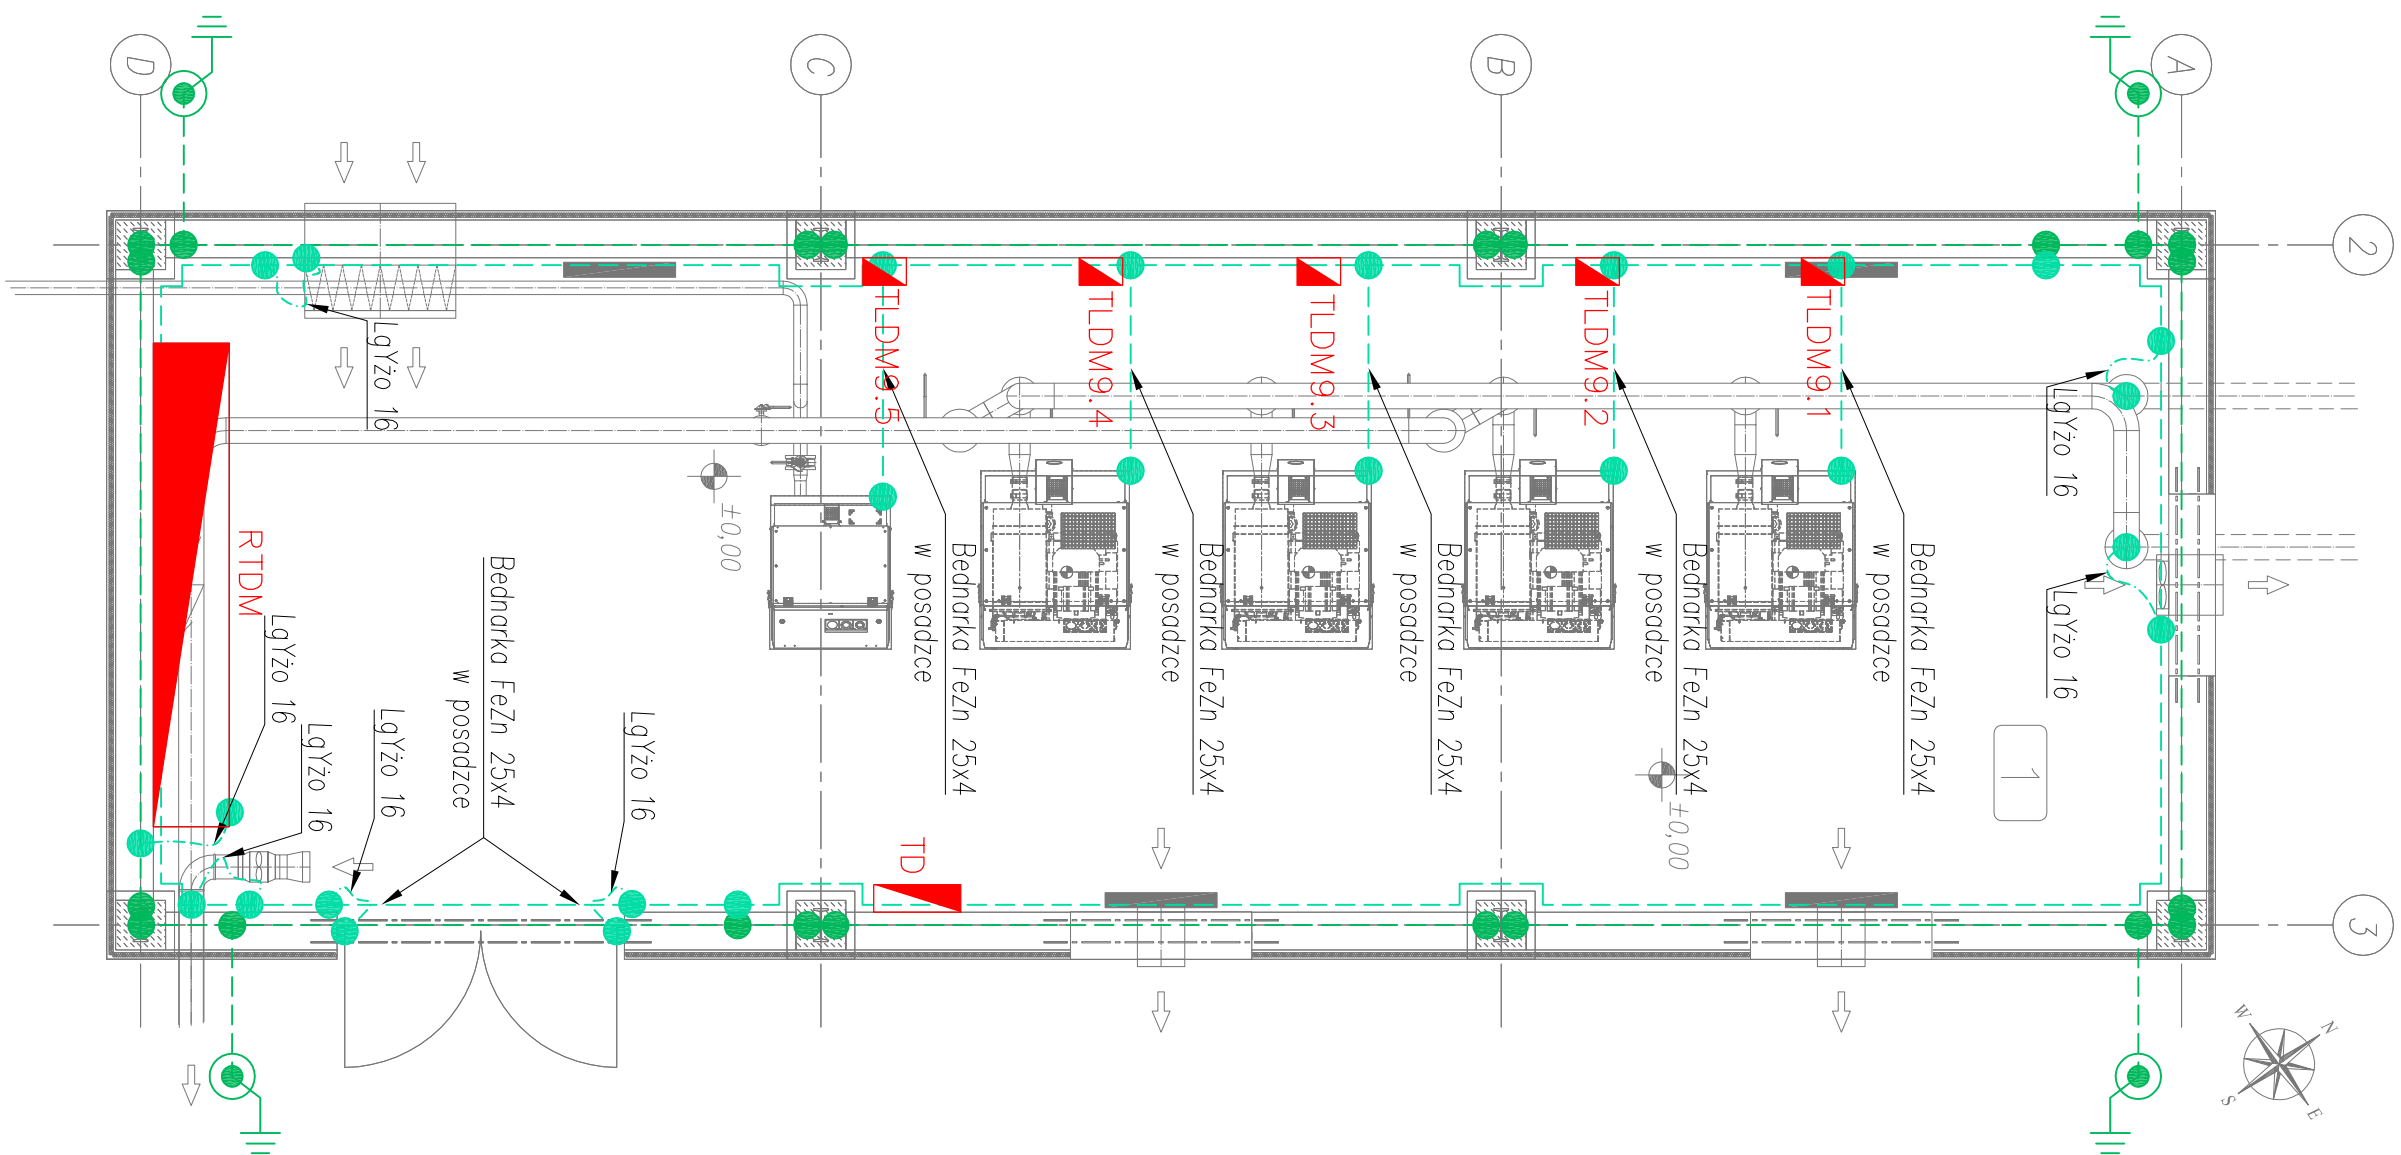 D
C
B
A
2
3
TLDM9.5
TLDM9.4
TLDM9.3
TLDM9.2
TLDM9.1
LgYżo 16
LgYżo 16
LgYżo 16
±0,00
RTDM
LgYżo 16
LgYżo 16
LgYżo 16
Bednarka FeZn 25x4
w posadzce
LgYżo 16
Bednarka FeZn 25x4
w posadzce
Bednarka FeZn 25x4
w posadzce
Bednarka FeZn 25x4
w posadzce
Bednarka FeZn 25x4
w posadzce
Bednarka FeZn 25x4
w posadzce
1
±0,00
TD
W
N
S
E